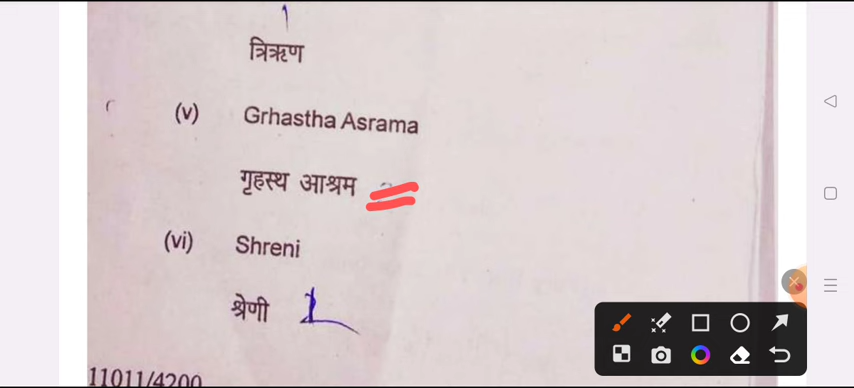 त्रिऋण
(v) Grhastha Asrama
गृहस्थ आश्रम
(vi) Shreni
श्रेणी
11011/4200